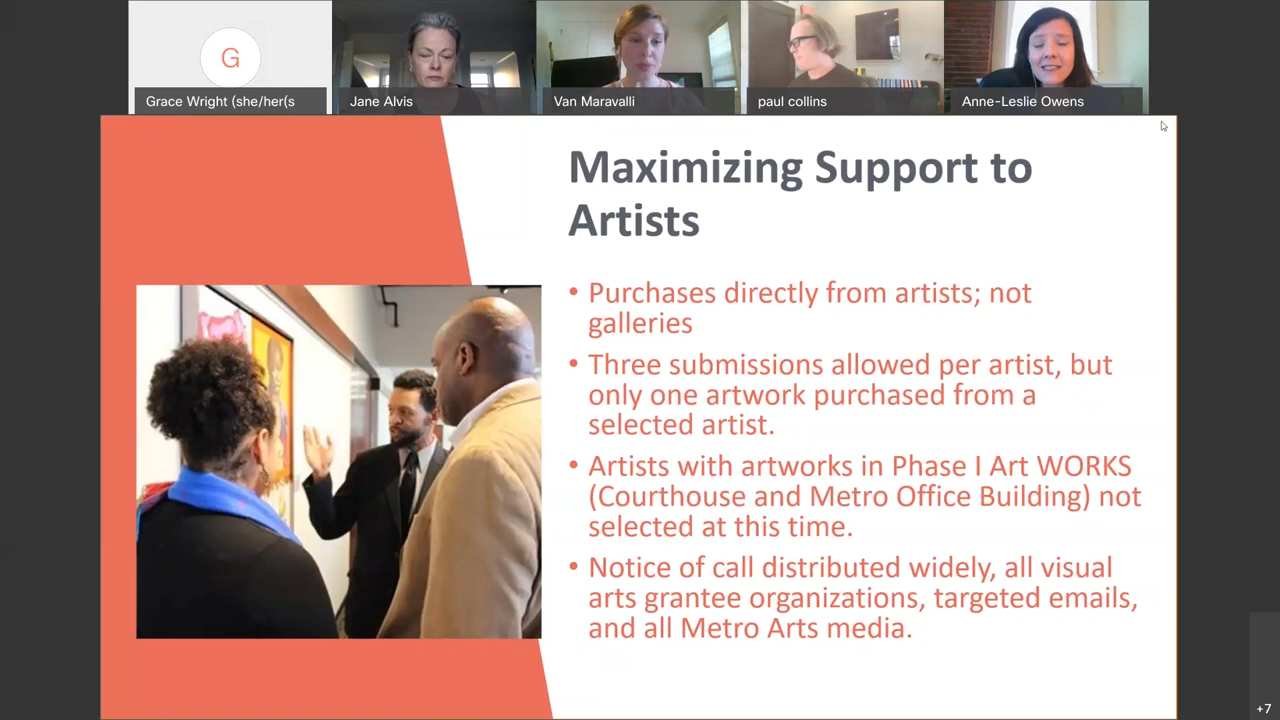 G
Grace Wright (she/her(s
Jane Alvis
Van Maravalli
paul collins
Anne-Leslie Owens
Maximizing Support to
Artists
• Purchases directly from artists; not
galleries
• Three submissions allowed per artist, but
only one artwork purchased from a
selected artist.
• Artists with artworks in Phase I Art WORKS
(Courthouse and Metro Office Building) not
selected at this time.
• Notice of call distributed widely, all visual
arts grantee organizations, targeted emails,
and all Metro Arts media.
+7